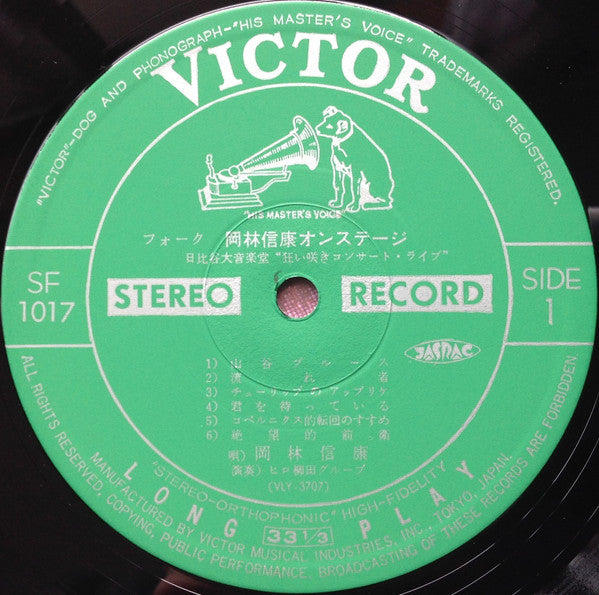 "VICTOR"—DOG AND PHONOGRAPH—"HIS MASTER'S VOICE" TRADEMARKS REGISTERED.
VICTOR
"HIS MASTER'S VOICE"
フォーク 岡林信康オンステージ
日比谷大音楽堂“狂い咲きコンサート・ライブ”
SF
1017
STEREO RECORD
SIDE
1
JASRAC
1) 山谷ブルース
2) 流れ者
3) チューリップのアップリケ
4) 君を待っている
5) コペルニクス的転回のすすめ
6) 絶望的前衛
唄) 岡林信康
(演奏) ヒロ柳田グループ
(VLY-3707)
"STEREO-ORTHOPHONIC" HIGH-FIDELITY
LONG 33 1/3 PLAY
MANUFACTURED BY VICTOR MUSICAL INDUSTRIES, INC., TOKYO, JAPAN.
ALL RIGHTS RESERVED, COPYING, PUBLIC PERFORMANCE, BROADCASTING OF THESE RECORDS ARE FORBIDDEN